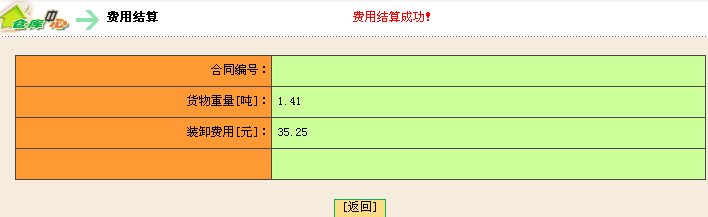 仓库中心
费用结算
费用结算成功!
合同编号：
货物重量[吨]： 1.41
装卸费用[元]： 35.25
[返回]